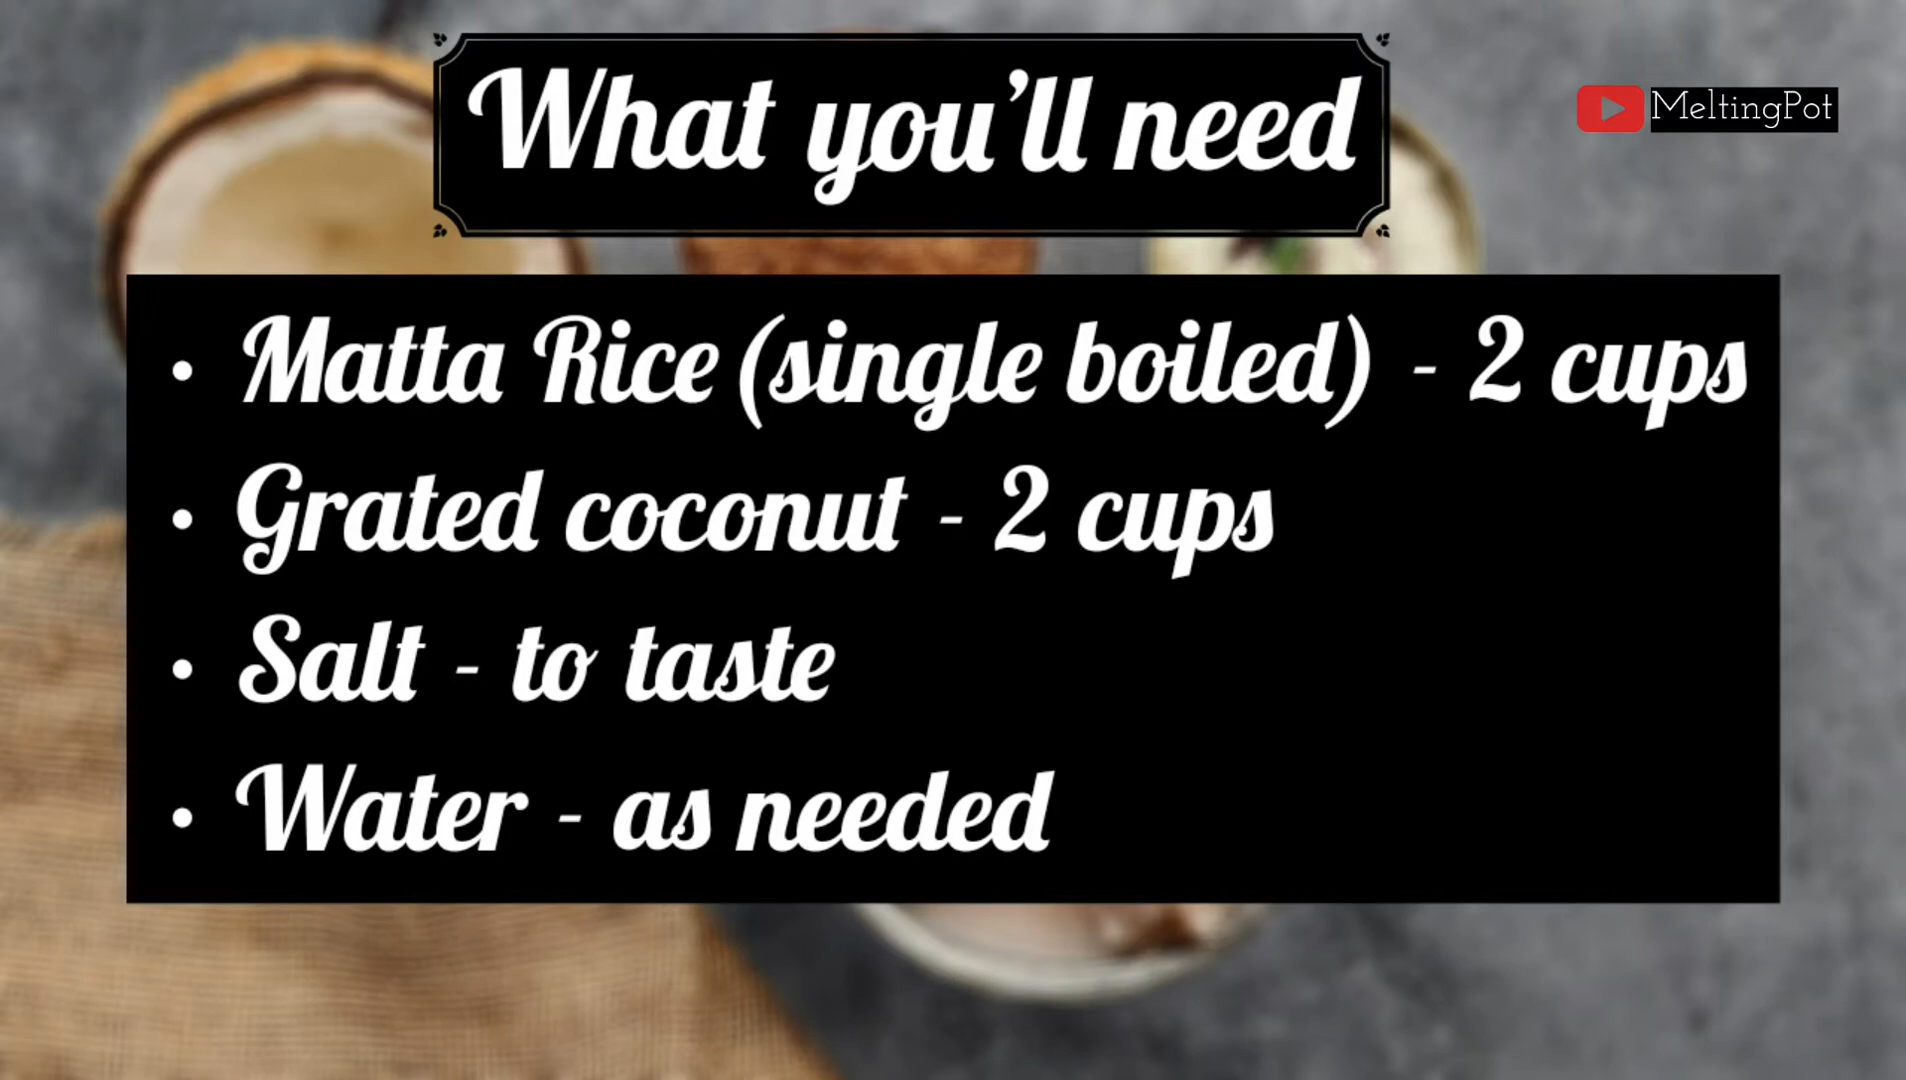 What you’ll need
MeltingPot
• Matta Rice (single boiled) - 2 cups
• Grated coconut - 2 cups
• Salt - to taste
• Water - as needed